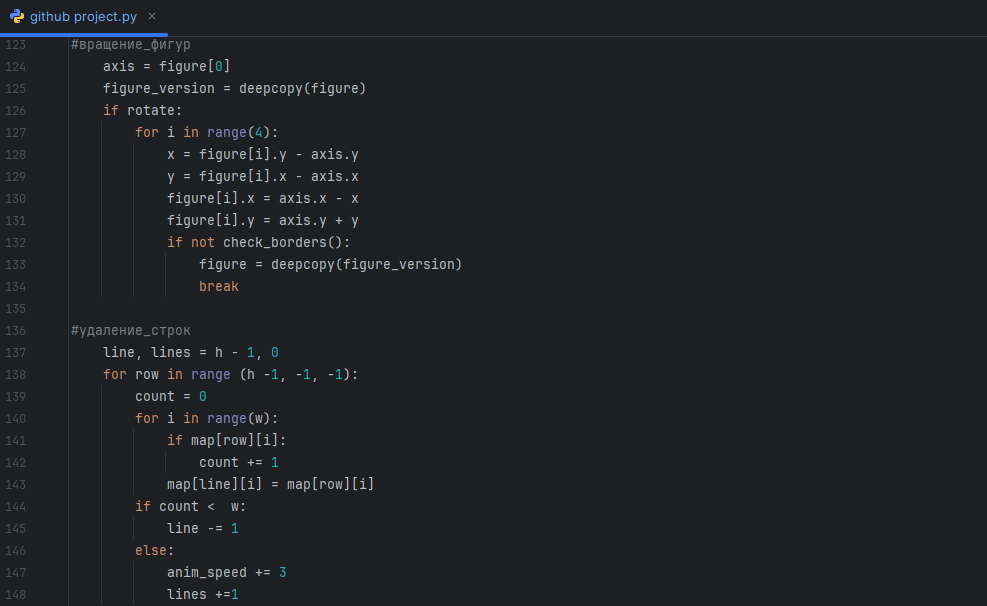 github project.py ×
123 #вращение_фигур
124 axis = figure[0]
125 figure_version = deepcopy(figure)
126 if rotate:
127 for i in range(4):
128 x = figure[i].y - axis.y
129 y = figure[i].x - axis.x
130 figure[i].x = axis.x - x
131 figure[i].y = axis.y + y
132 if not check_borders():
133 figure = deepcopy(figure_version)
134 break
135
136 #удаление_строк
137 line, lines = h - 1, 0
138 for row in range (h -1, -1, -1):
139 count = 0
140 for i in range(w):
141 if map[row][i]:
142 count += 1
143 map[line][i] = map[row][i]
144 if count <  w:
145 line -= 1
146 else:
147 anim_speed += 3
148 lines +=1